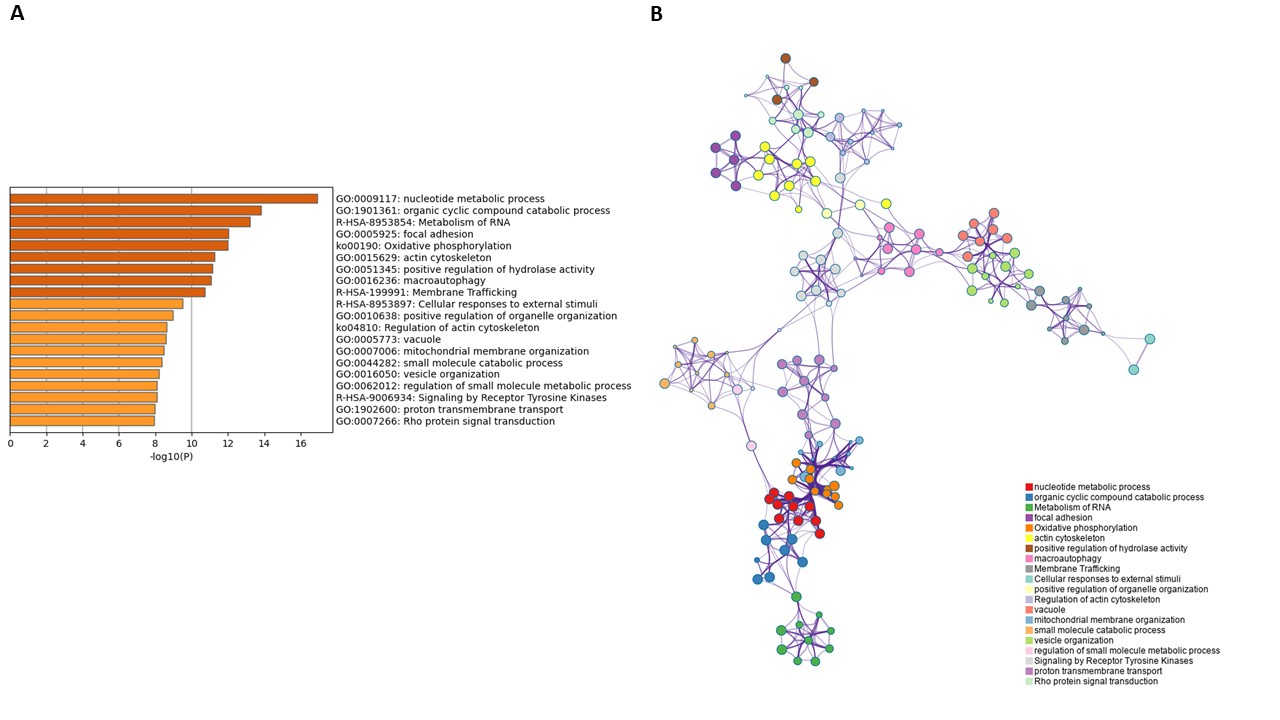 A
B
GO:0009117: nucleotide metabolic process
GO:1901361: organic cyclic compound catabolic process
R-HSA-8953854: Metabolism of RNA
GO:0005925: focal adhesion
ko00190: Oxidative phosphorylation
GO:0015629: actin cytoskeleton
GO:0051345: positive regulation of hydrolase activity
GO:0016236: macroautophagy
R-HSA-199991: Membrane Trafficking
R-HSA-8953897: Cellular responses to external stimuli
GO:0010638: positive regulation of organelle organization
ko04810: Regulation of actin cytoskeleton
GO:0005773: vacuole
GO:0007006: mitochondrial membrane organization
GO:0044282: small molecule catabolic process
GO:0016050: vesicle organization
GO:0062012: regulation of small molecule metabolic process
R-HSA-9006934: Signaling by Receptor Tyrosine Kinases
GO:1902600: proton transmembrane transport
GO:0007266: Rho protein signal transduction
0 2 4 6 8 10 12 14 16
-log10(P)
nucleotide metabolic process
organic cyclic compound catabolic process
Metabolism of RNA
focal adhesion
Oxidative phosphorylation
actin cytoskeleton
positive regulation of hydrolase activity
macroautophagy
Membrane Trafficking
Cellular responses to external stimuli
positive regulation of organelle organization
Regulation of actin cytoskeleton
vacuole
mitochondrial membrane organization
small molecule catabolic process
vesicle organization
regulation of small molecule metabolic process
Signaling by Receptor Tyrosine Kinases
proton transmembrane transport
Rho protein signal transduction